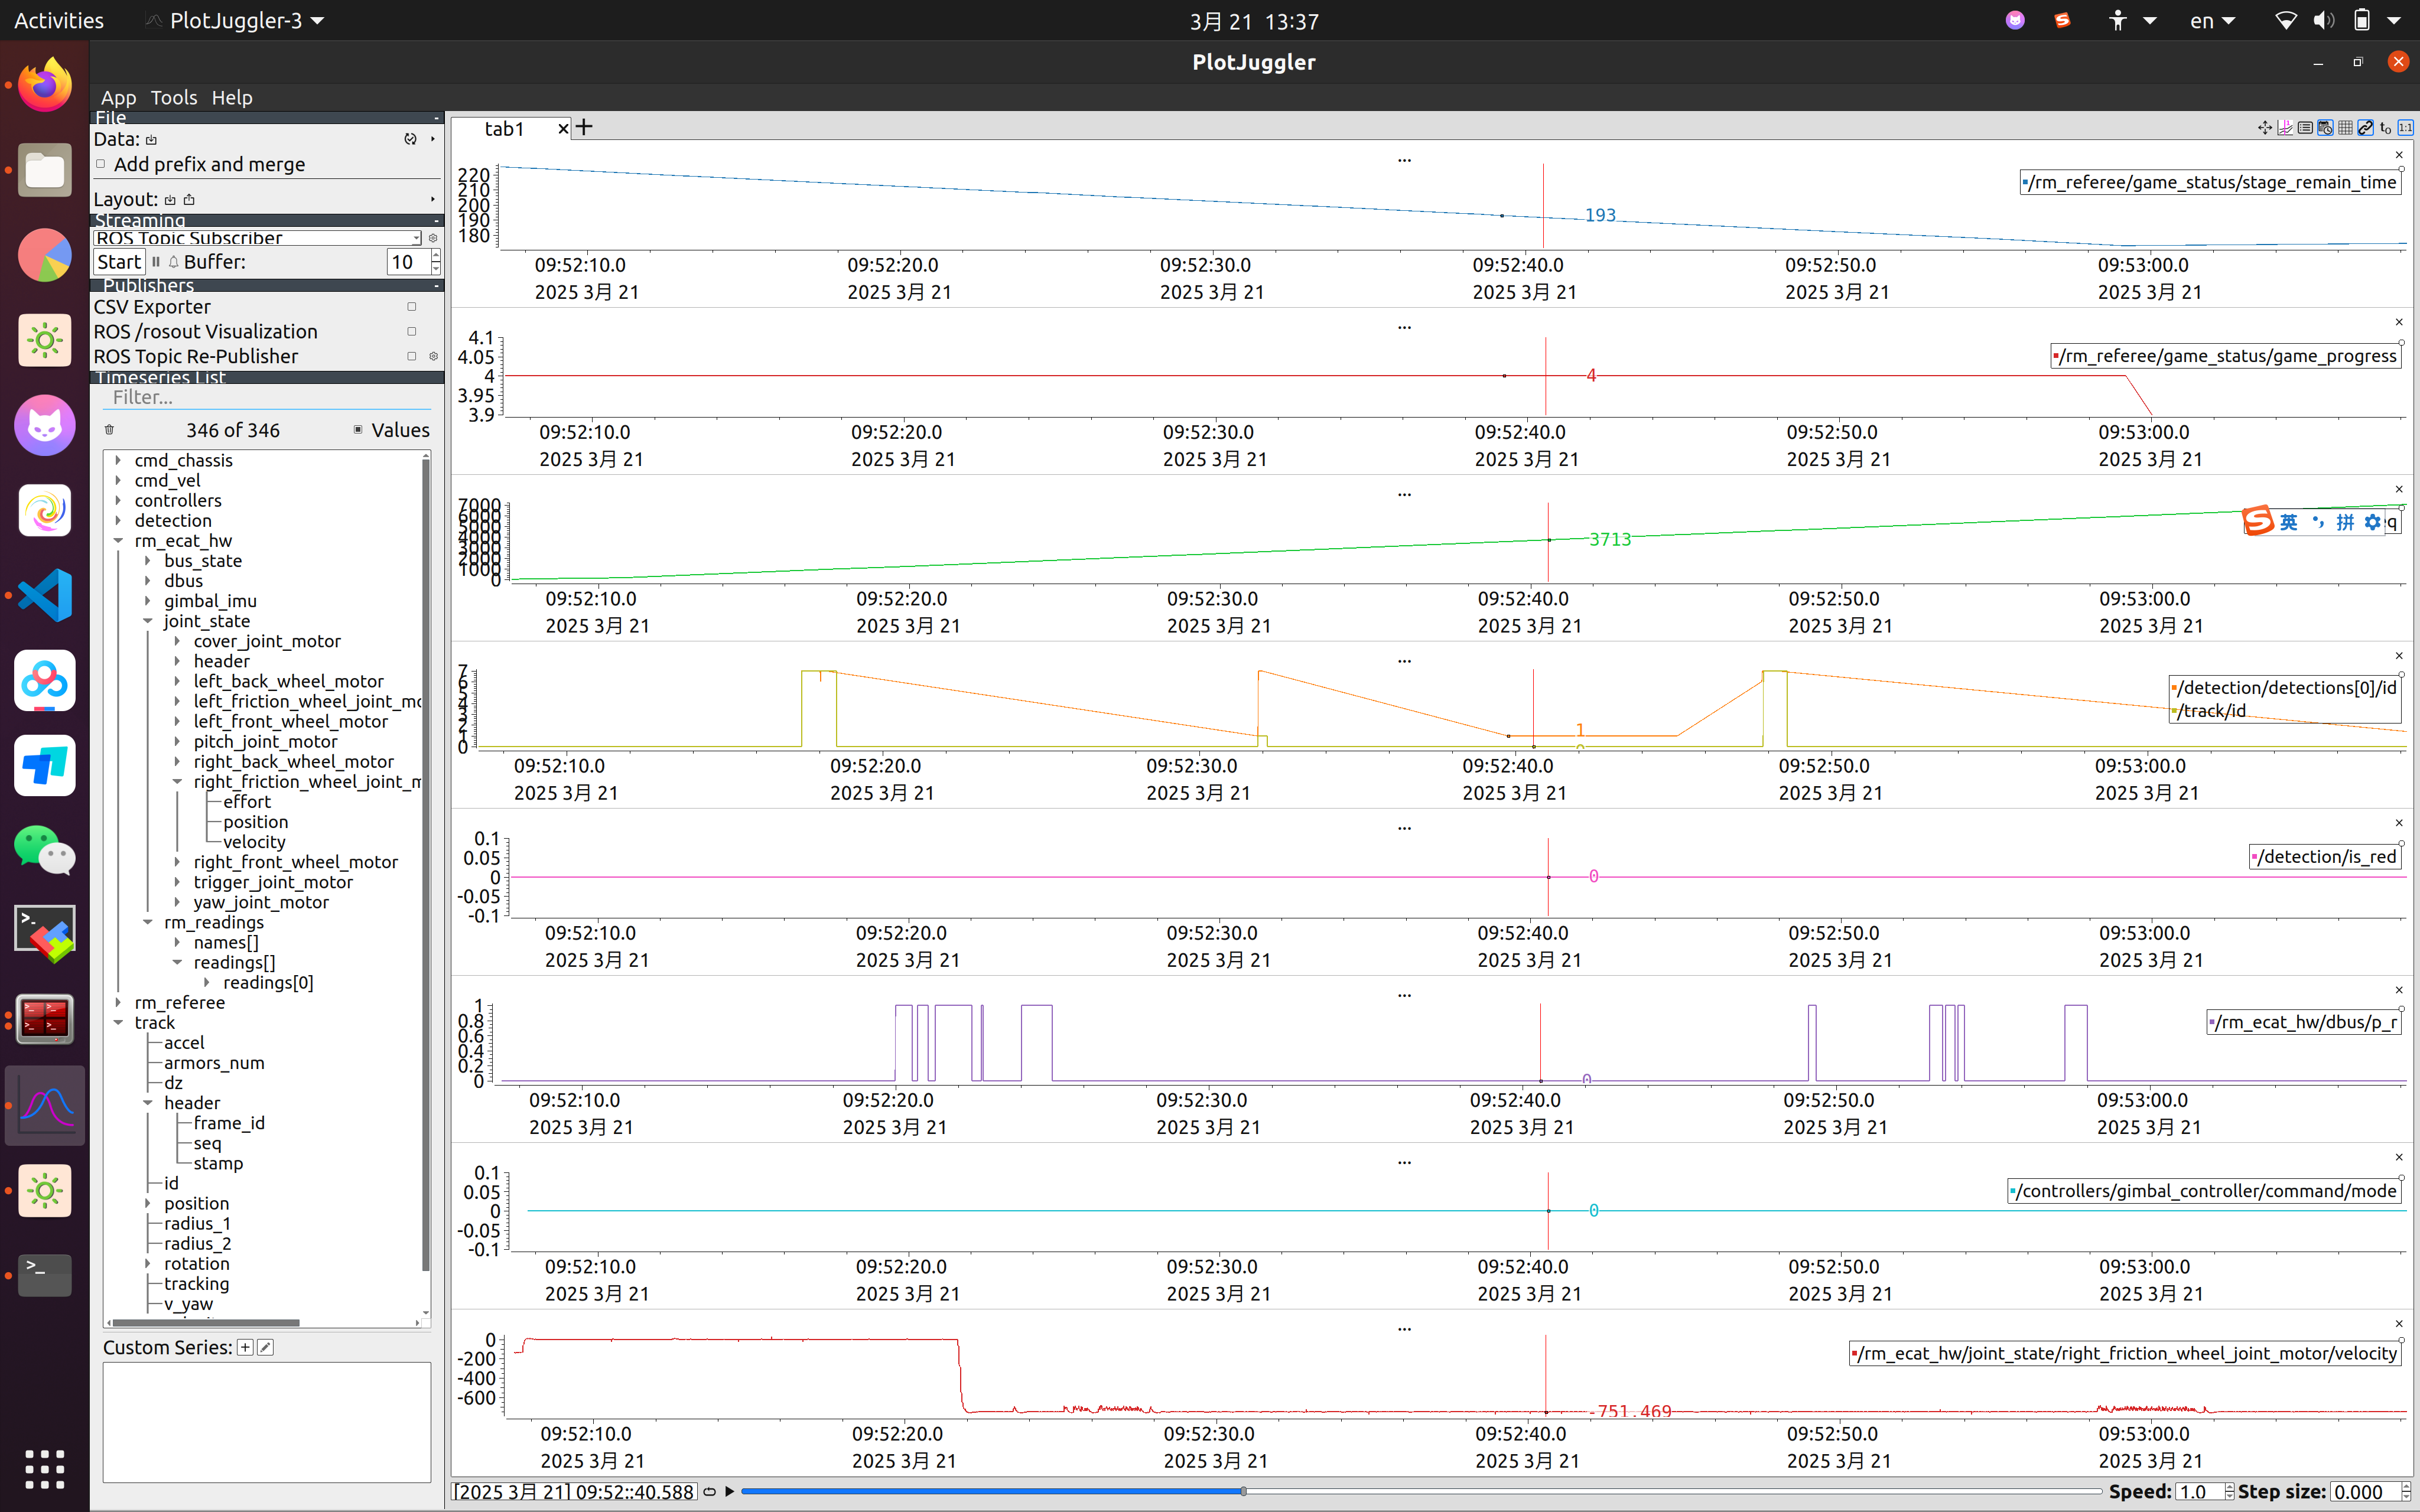 Activities PlotJuggler-3 3月 21 13:37 en
PlotJuggler
App Tools Help
File
Data:
Add prefix and merge
Layout:
Streaming
ROS Topic Subscriber
Start Buffer: 10
Publishers
CSV Exporter
ROS /rosout Visualization
ROS Topic Re-Publisher
Timeseries List
Filter...
346 of 346 Values
cmd_chassis
cmd_vel
controllers
detection
rm_ecat_hw
bus_state
dbus
gimbal_imu
joint_state
cover_joint_motor
header
left_back_wheel_motor
left_friction_wheel_joint_mo
left_front_wheel_motor
pitch_joint_motor
right_back_wheel_motor
right_friction_wheel_joint_m
effort
position
velocity
right_front_wheel_motor
trigger_joint_motor
yaw_joint_motor
rm_readings
names[]
readings[]
readings[0]
rm_referee
track
accel
armors_num
dz
header
frame_id
seq
stamp
id
position
radius_1
radius_2
rotation
tracking
v_yaw
Custom Series:
tab1
t0 1:1
...
220
210
200
190
180
193
/rm_referee/game_status/stage_remain_time
09:52:10.0 09:52:20.0 09:52:30.0 09:52:40.0 09:52:50.0 09:53:00.0
2025 3月 21 2025 3月 21 2025 3月 21 2025 3月 21 2025 3月 21 2025 3月 21
...
4.1
4.05
4
3.95
3.9
4
/rm_referee/game_status/game_progress
09:52:10.0 09:52:20.0 09:52:30.0 09:52:40.0 09:52:50.0 09:53:00.0
2025 3月 21 2025 3月 21 2025 3月 21 2025 3月 21 2025 3月 21 2025 3月 21
...
7000
6000
5000
4000
3000
2000
1000
0
3713
英 拼 eq
09:52:10.0 09:52:20.0 09:52:30.0 09:52:40.0 09:52:50.0 09:53:00.0
2025 3月 21 2025 3月 21 2025 3月 21 2025 3月 21 2025 3月 21 2025 3月 21
...
7
6
5
4
3
2
1
0
1
0
/detection/detections[0]/id
/track/id
09:52:10.0 09:52:20.0 09:52:30.0 09:52:40.0 09:52:50.0 09:53:00.0
2025 3月 21 2025 3月 21 2025 3月 21 2025 3月 21 2025 3月 21 2025 3月 21
...
0.1
0.05
0
-0.05
-0.1
0
/detection/is_red
09:52:10.0 09:52:20.0 09:52:30.0 09:52:40.0 09:52:50.0 09:53:00.0
2025 3月 21 2025 3月 21 2025 3月 21 2025 3月 21 2025 3月 21 2025 3月 21
...
1
0.8
0.6
0.4
0.2
0
0
/rm_ecat_hw/dbus/p_r
09:52:10.0 09:52:20.0 09:52:30.0 09:52:40.0 09:52:50.0 09:53:00.0
2025 3月 21 2025 3月 21 2025 3月 21 2025 3月 21 2025 3月 21 2025 3月 21
...
0.1
0.05
0
-0.05
-0.1
0
/controllers/gimbal_controller/command/mode
09:52:10.0 09:52:20.0 09:52:30.0 09:52:40.0 09:52:50.0 09:53:00.0
2025 3月 21 2025 3月 21 2025 3月 21 2025 3月 21 2025 3月 21 2025 3月 21
...
0
-200
-400
-600
-751.469
/rm_ecat_hw/joint_state/right_friction_wheel_joint_motor/velocity
09:52:10.0 09:52:20.0 09:52:30.0 09:52:40.0 09:52:50.0 09:53:00.0
2025 3月 21 2025 3月 21 2025 3月 21 2025 3月 21 2025 3月 21 2025 3月 21
[2025 3月 21] 09:52::40.588 Speed: 1.0 Step size: 0.000